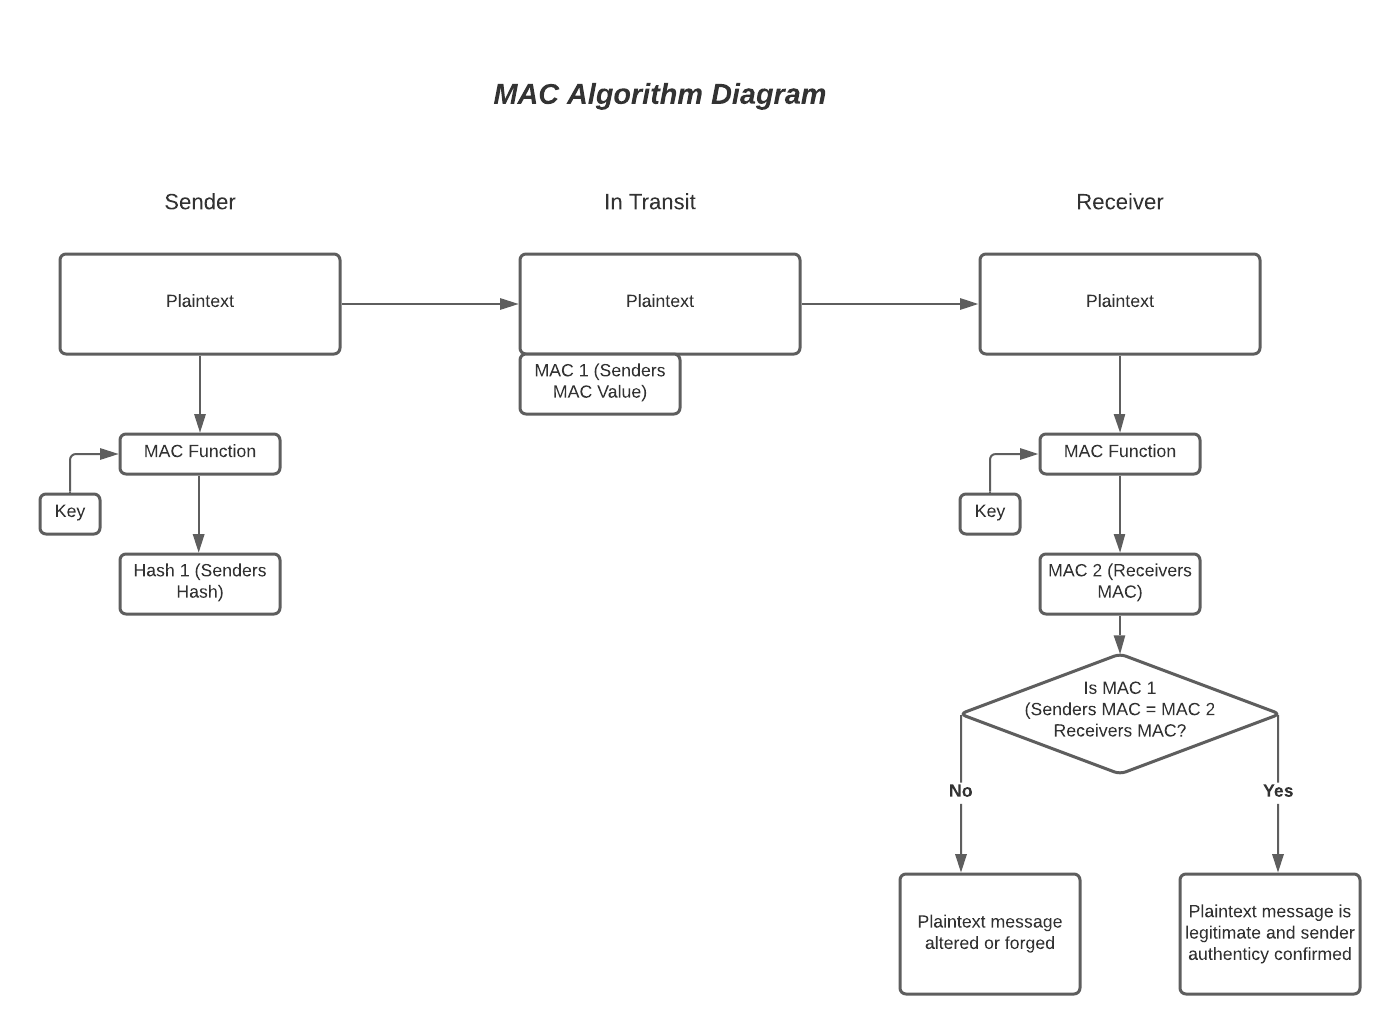 MAC Algorithm Diagram
Sender
In Transit
Receiver
Plaintext
Plaintext
Plaintext
MAC 1 (Senders
MAC Value)
MAC Function
Key
Hash 1 (Senders
Hash)
MAC Function
Key
MAC 2 (Receivers
MAC)
Is MAC 1
(Senders MAC = MAC 2
Receivers MAC?
No
Yes
Plaintext message
altered or forged
Plaintext message is
legitimate and sender
authenticy confirmed